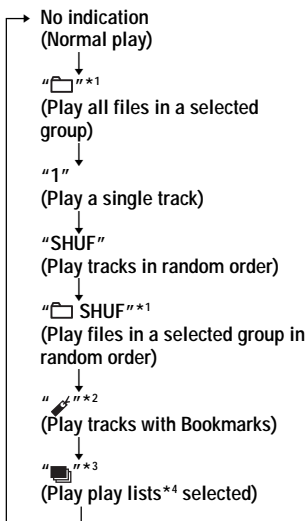 No indication
(Normal play)
“ ”*1
(Play all files in a selected
group)
“1”
(Play a single track)
“SHUF”
(Play tracks in random order)
“ SHUF”*1
(Play files in a selected group in
random order)
“ ”*2
(Play tracks with Bookmarks)
“ ”*3
(Play play lists*4 selected)